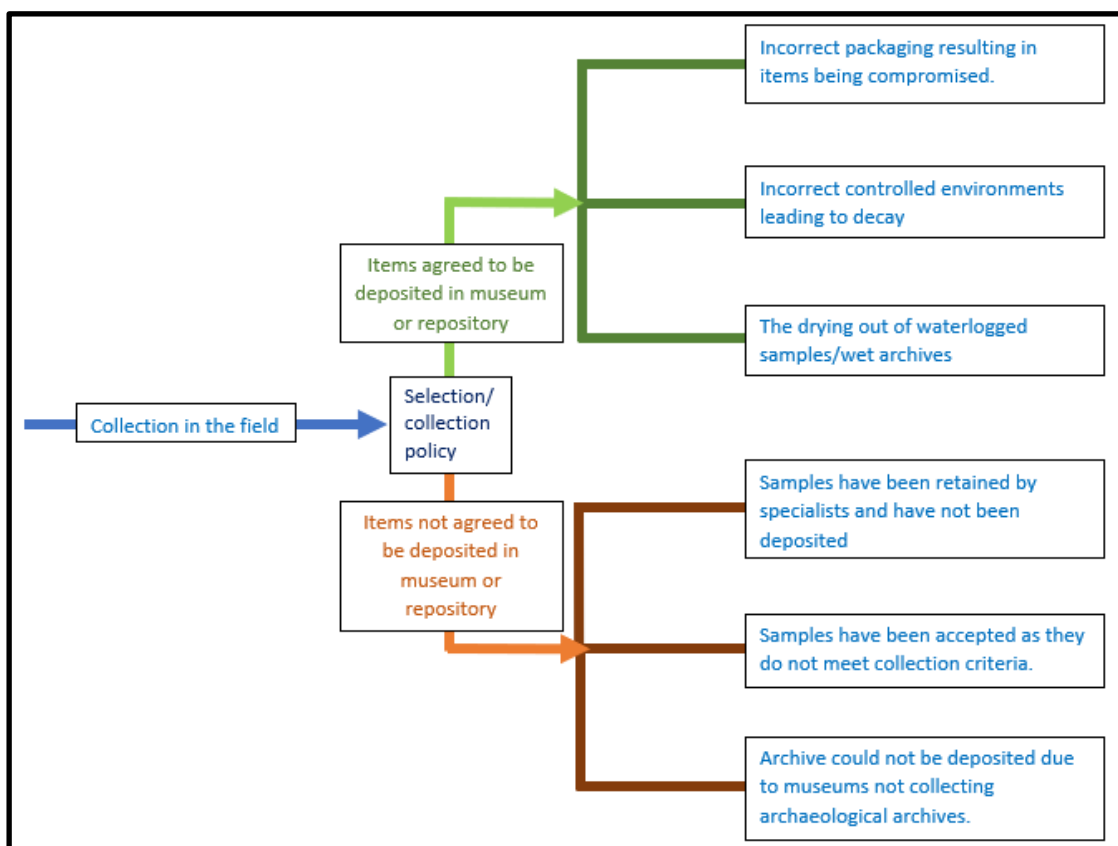 Collection in the field
Selection/
collection
policy
Items agreed to be
deposited in museum
or repository
Incorrect packaging resulting in
items being compromised.
Incorrect controlled environments
leading to decay
The drying out of waterlogged
samples/wet archives
Items not agreed to
be deposited in
museum or
repository
Samples have been retained by
specialists and have not been
deposited
Samples have been accepted as they
do not meet collection criteria.
Archive could not be deposited due
to museums not collecting
archaeological archives.